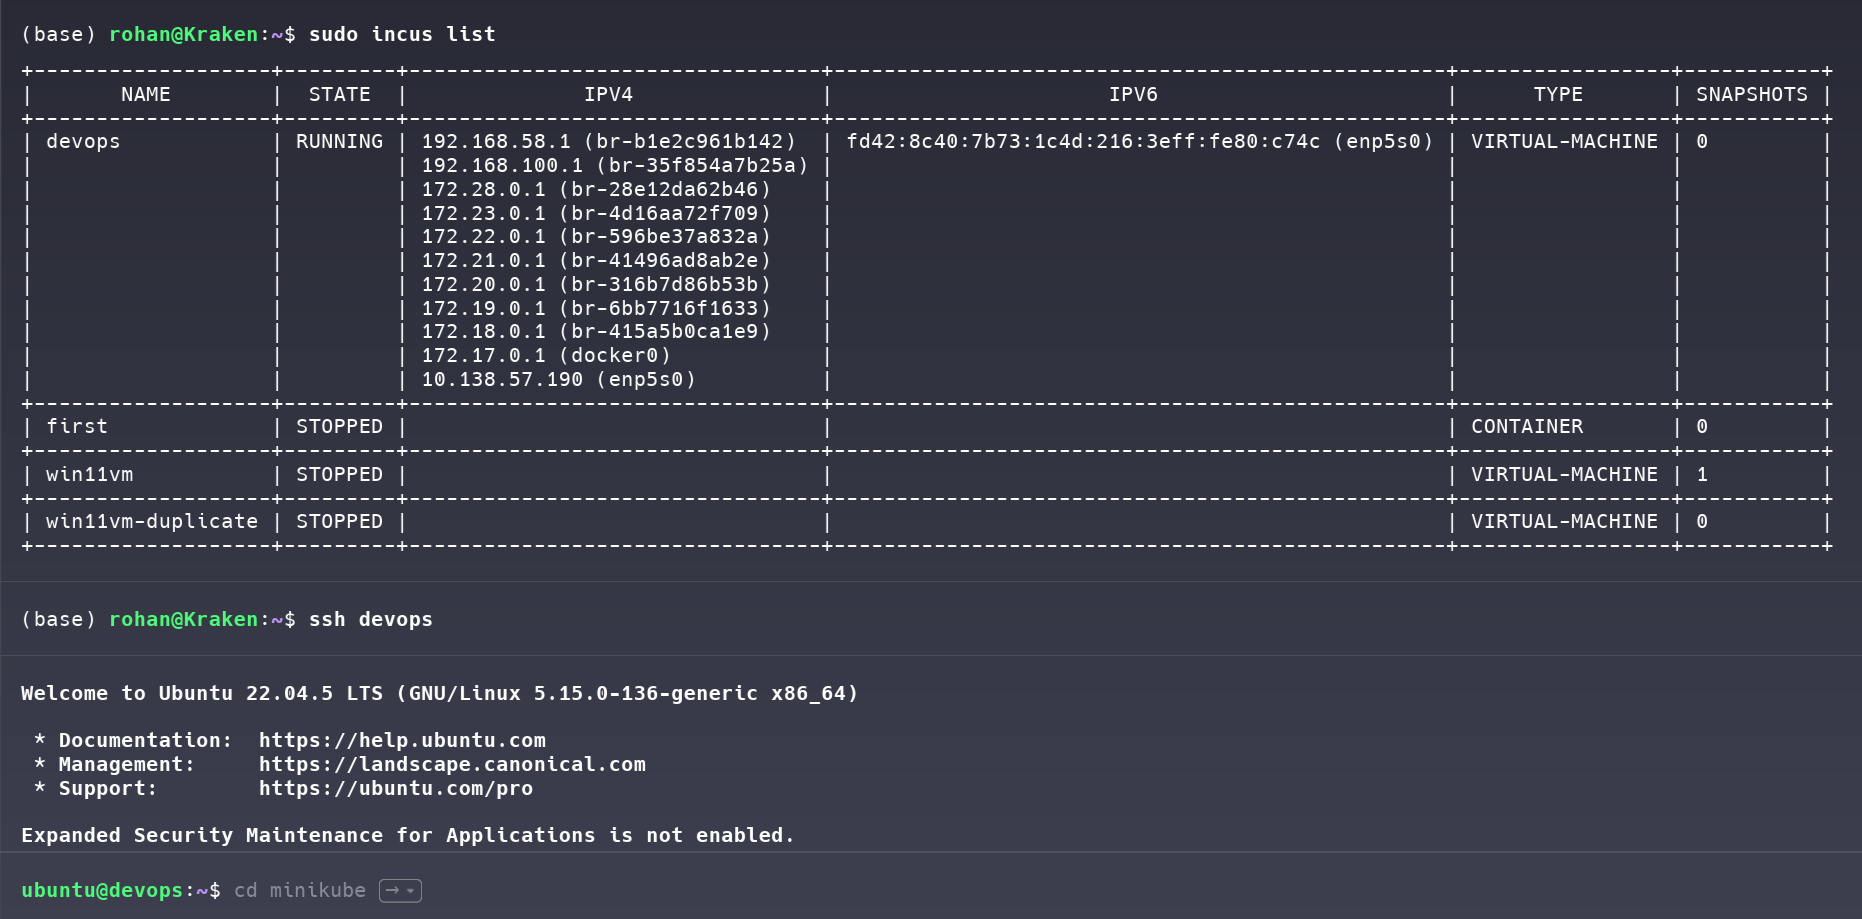 (base) rohan@Kraken:~$ sudo incus list
+-------------------+---------+---------------------------------+-------------------------------------------------+-----------------+-----------+
|       NAME        |  STATE  |              IPV4               |                      IPV6                       |      TYPE       | SNAPSHOTS |
+-------------------+---------+---------------------------------+-------------------------------------------------+-----------------+-----------+
| devops            | RUNNING | 192.168.58.1 (br-b1e2c961b142)  | fd42:8c40:7b73:1c4d:216:3eff:fe80:c74c (enp5s0) | VIRTUAL-MACHINE | 0         |
|                   |         | 192.168.100.1 (br-35f854a7b25a) |                                                 |                 |           |
|                   |         | 172.28.0.1 (br-28e12da62b46)    |                                                 |                 |           |
|                   |         | 172.23.0.1 (br-4d16aa72f709)    |                                                 |                 |           |
|                   |         | 172.22.0.1 (br-596be37a832a)    |                                                 |                 |           |
|                   |         | 172.21.0.1 (br-41496ad8ab2e)    |                                                 |                 |           |
|                   |         | 172.20.0.1 (br-316b7d86b53b)    |                                                 |                 |           |
|                   |         | 172.19.0.1 (br-6bb7716f1633)    |                                                 |                 |           |
|                   |         | 172.18.0.1 (br-415a5b0ca1e9)    |                                                 |                 |           |
|                   |         | 172.17.0.1 (docker0)            |                                                 |                 |           |
|                   |         | 10.138.57.190 (enp5s0)          |                                                 |                 |           |
+-------------------+---------+---------------------------------+-------------------------------------------------+-----------------+-----------+
| first             | STOPPED |                                 |                                                 | CONTAINER       | 0         |
+-------------------+---------+---------------------------------+-------------------------------------------------+-----------------+-----------+
| win11vm           | STOPPED |                                 |                                                 | VIRTUAL-MACHINE | 1         |
+-------------------+---------+---------------------------------+-------------------------------------------------+-----------------+-----------+
| win11vm-duplicate | STOPPED |                                 |                                                 | VIRTUAL-MACHINE | 0         |
+-------------------+---------+---------------------------------+-------------------------------------------------+-----------------+-----------+
(base) rohan@Kraken:~$ ssh devops
Welcome to Ubuntu 22.04.5 LTS (GNU/Linux 5.15.0-136-generic x86_64)
 * Documentation:  https://help.ubuntu.com
 * Management:     https://landscape.canonical.com
 * Support:        https://ubuntu.com/pro
Expanded Security Maintenance for Applications is not enabled.
ubuntu@devops:~$ cd minikube